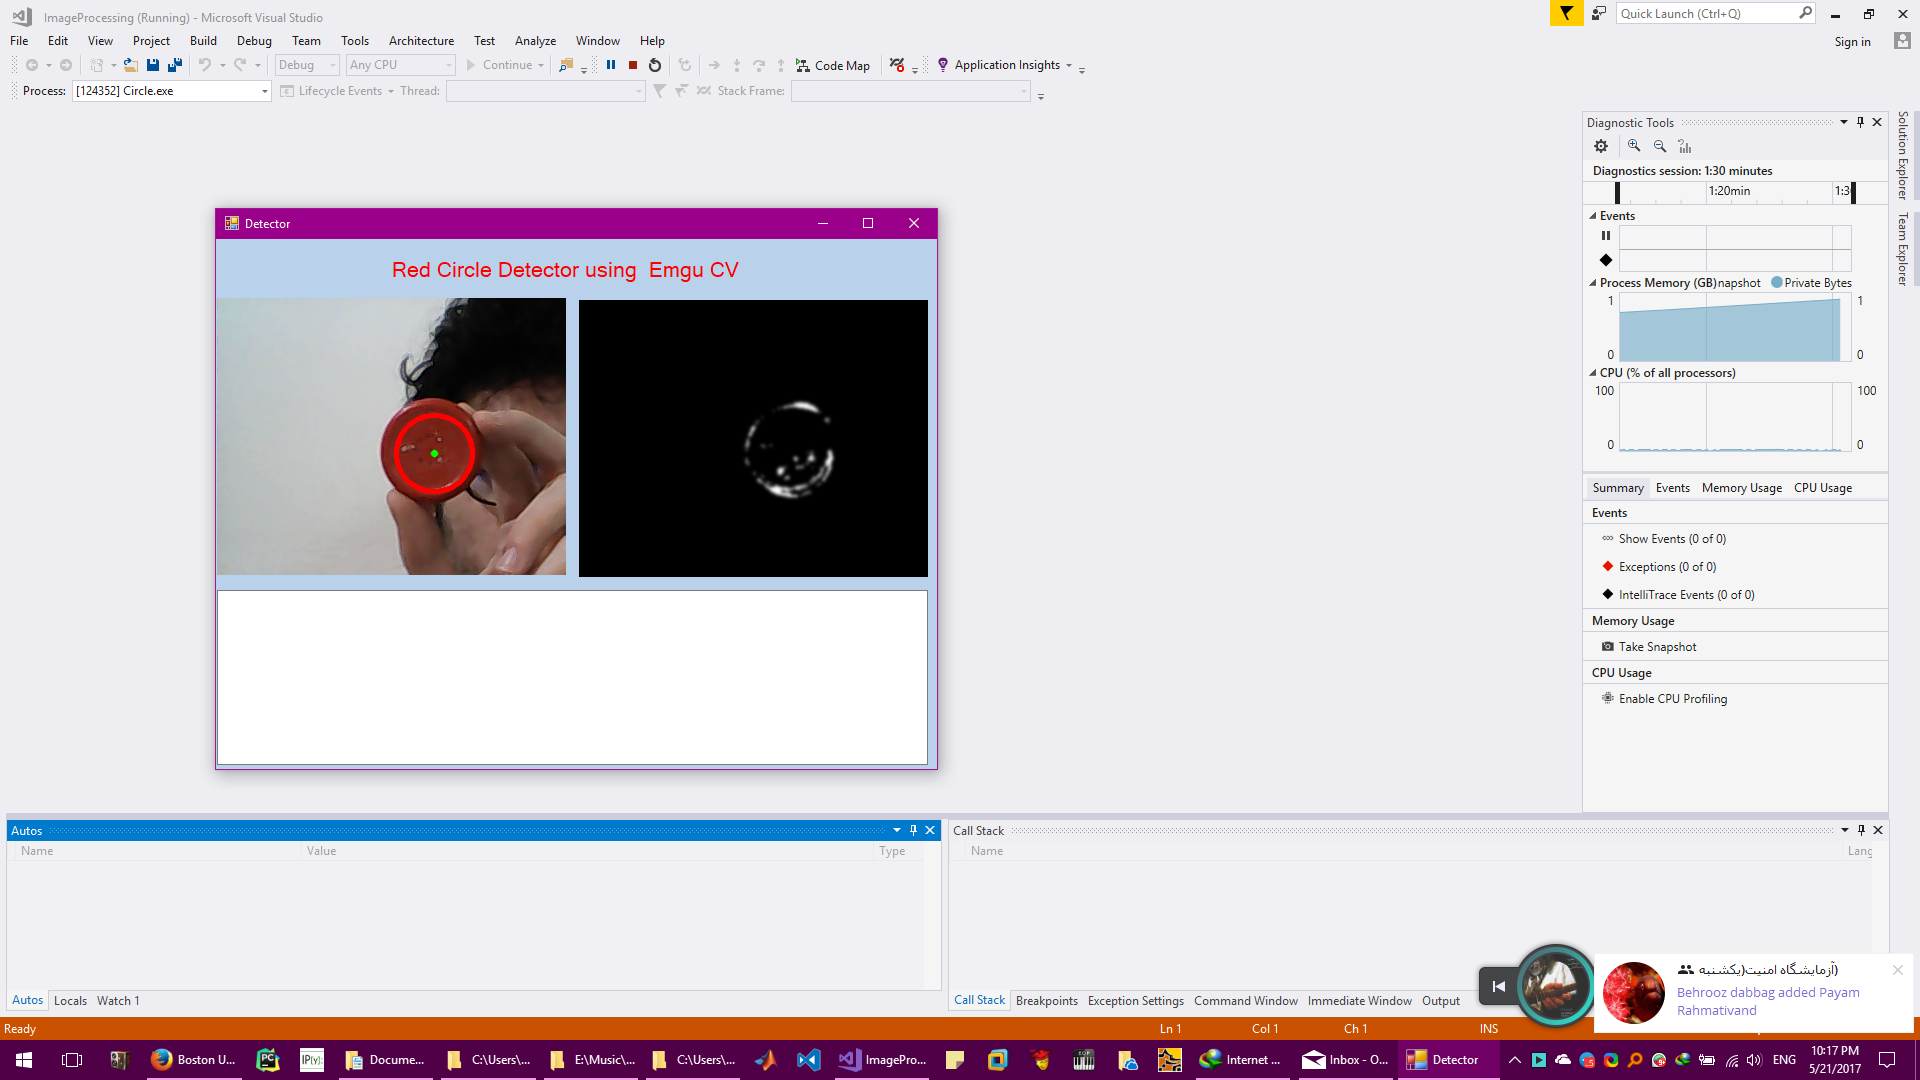 ImageProcessing (Running) - Microsoft Visual Studio
Quick Launch (Ctrl+Q)
File Edit View Project Build Debug Team Tools Architecture Test Analyze Window Help
Sign in
Debug Any CPU Continue Code Map Application Insights
Process: [124352] Circle.exe Lifecycle Events Thread: Stack Frame:
Solution Explorer
Team Explorer
Diagnostic Tools
Diagnostics session: 1:30 minutes
1:20min 1:3
Events
Process Memory (GB) napshot Private Bytes
1 1
0 0
CPU (% of all processors)
100 100
0 0
Summary Events Memory Usage CPU Usage
Events
Show Events (0 of 0)
Exceptions (0 of 0)
IntelliTrace Events (0 of 0)
Memory Usage
Take Snapshot
CPU Usage
Enable CPU Profiling
Detector
Red Circle Detector using Emgu CV
Autos
Name Value Type
Autos Locals Watch 1
Call Stack
Name Lang
Call Stack Breakpoints Exception Settings Command Window Immediate Window Output
آزمایشگاه امنیت(یکشنبه)
Behrooz dabbag added Payam
Rahmativand
Ready Ln 1 Col 1 Ch 1 INS
Boston U... PC IP[y]: Docume... C:\Users\... E:\Music\... C:\Users\... ImagePro... Internet ... Inbox - O... Detector
ENG
10:17 PM
5/21/2017